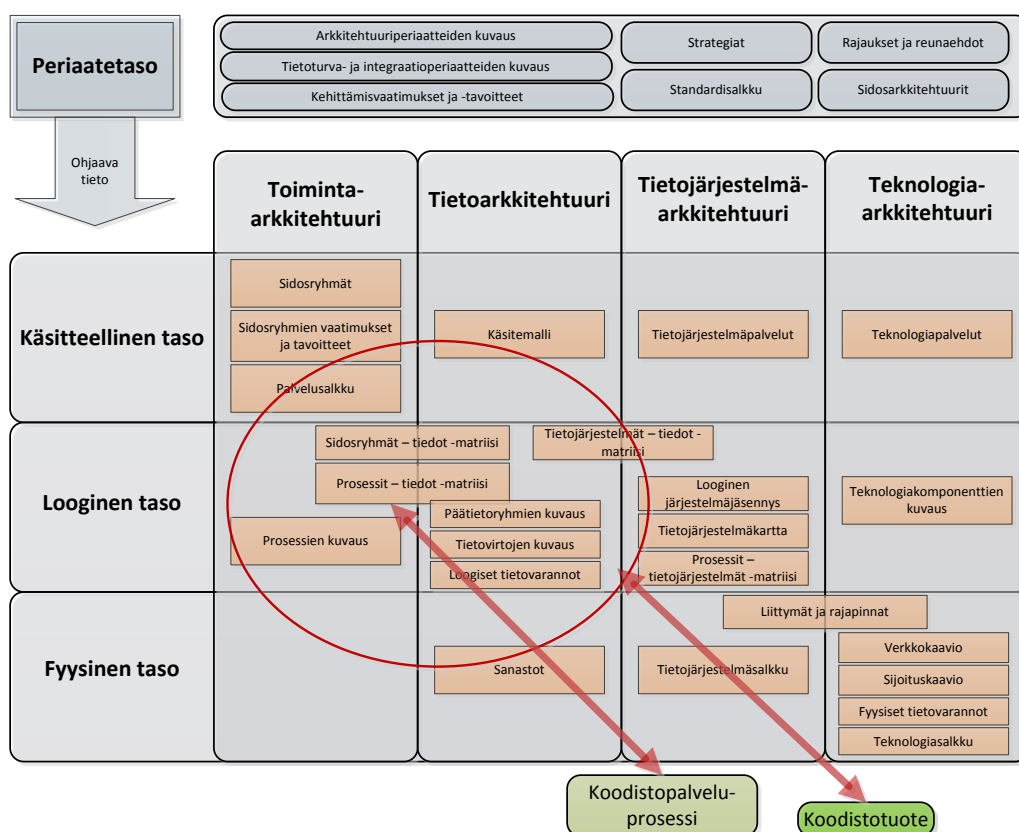 Periaatetaso
Ohjaava
tieto
Arkkitehtuuriperiaatteiden kuvaus
Tietoturva- ja integraatioperiaatteiden kuvaus
Kehittämisvaatimukset ja -tavoitteet
Strategiat
Standardisalkku
Rajaukset ja reunaehdot
Sidosarkkitehtuurit
Toiminta-
arkkitehtuuri
Tietoarkkitehtuuri
Tietojärjestelmä-
arkkitehtuuri
Teknologia-
arkkitehtuuri
Käsitteellinen taso
Sidosryhmät
Sidosryhmien vaatimukset
ja tavoitteet
Palvelusalkku
Käsitemalli
Tietojärjestelmäpalvelut
Teknologiapalvelut
Looginen taso
Sidosryhmät – tiedot -matriisi
Prosessit – tiedot -matriisi
Prosessien kuvaus
Päätietoryhmien kuvaus
Tietovirtojen kuvaus
Loogiset tietovarannot
Tietojärjestelmät – tiedot -
matriisi
Looginen
järjestelmäjäsennys
Tietojärjestelmäkartta
Prosessit –
tietojärjestelmät -matriisi
Teknologiakomponenttien
kuvaus
Fyysinen taso
Sanastot
Tietojärjestelmäsalkku
Liittymät ja rajapinnat
Verkkokaavio
Sijoituskaavio
Fyysiset tietovarannot
Teknologiasalkku
Koodistopalvelu-
prosessi
Koodistotuote